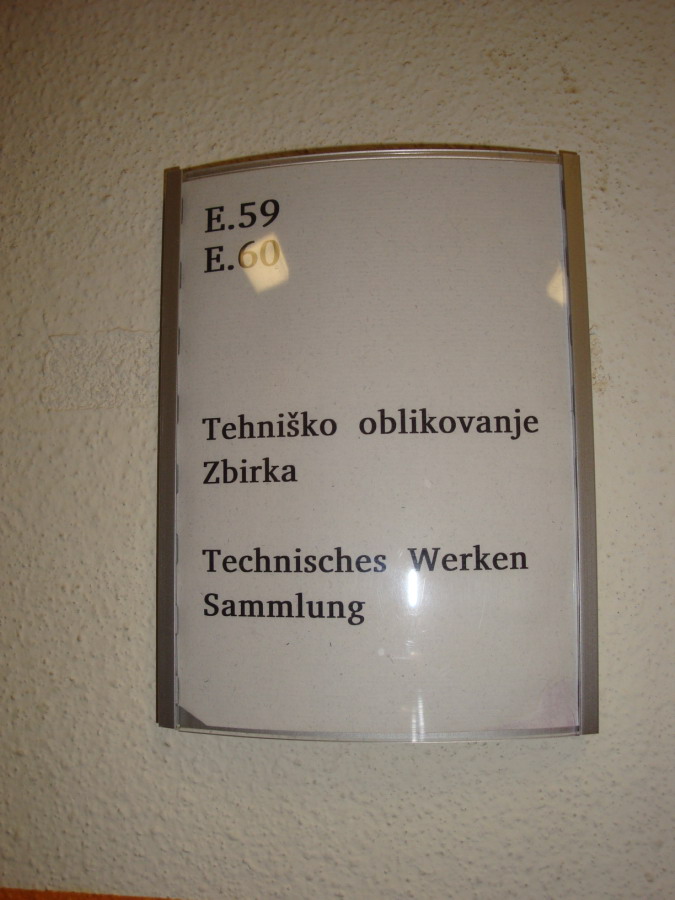 E.59
E.60
Tehniško oblikovanje
Zbirka
Technisches Werken
Sammlung